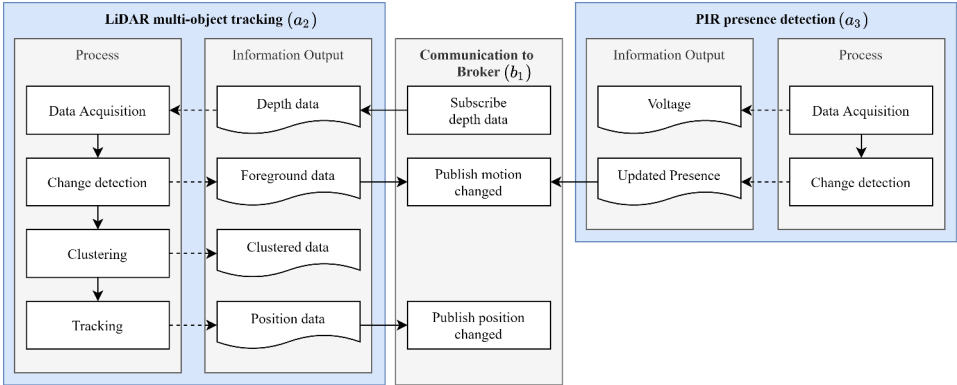 LiDAR multi-object tracking (a₂)
Process
Information Output
Data Acquisition
Depth data
Change detection
Foreground data
Clustering
Clustered data
Tracking
Position data
Communication to
Broker (b₁)
Subscribe
depth data
Publish motion
changed
Publish position
changed
PIR presence detection (a₃)
Information Output
Process
Voltage
Data Acquisition
Updated Presence
Change detection